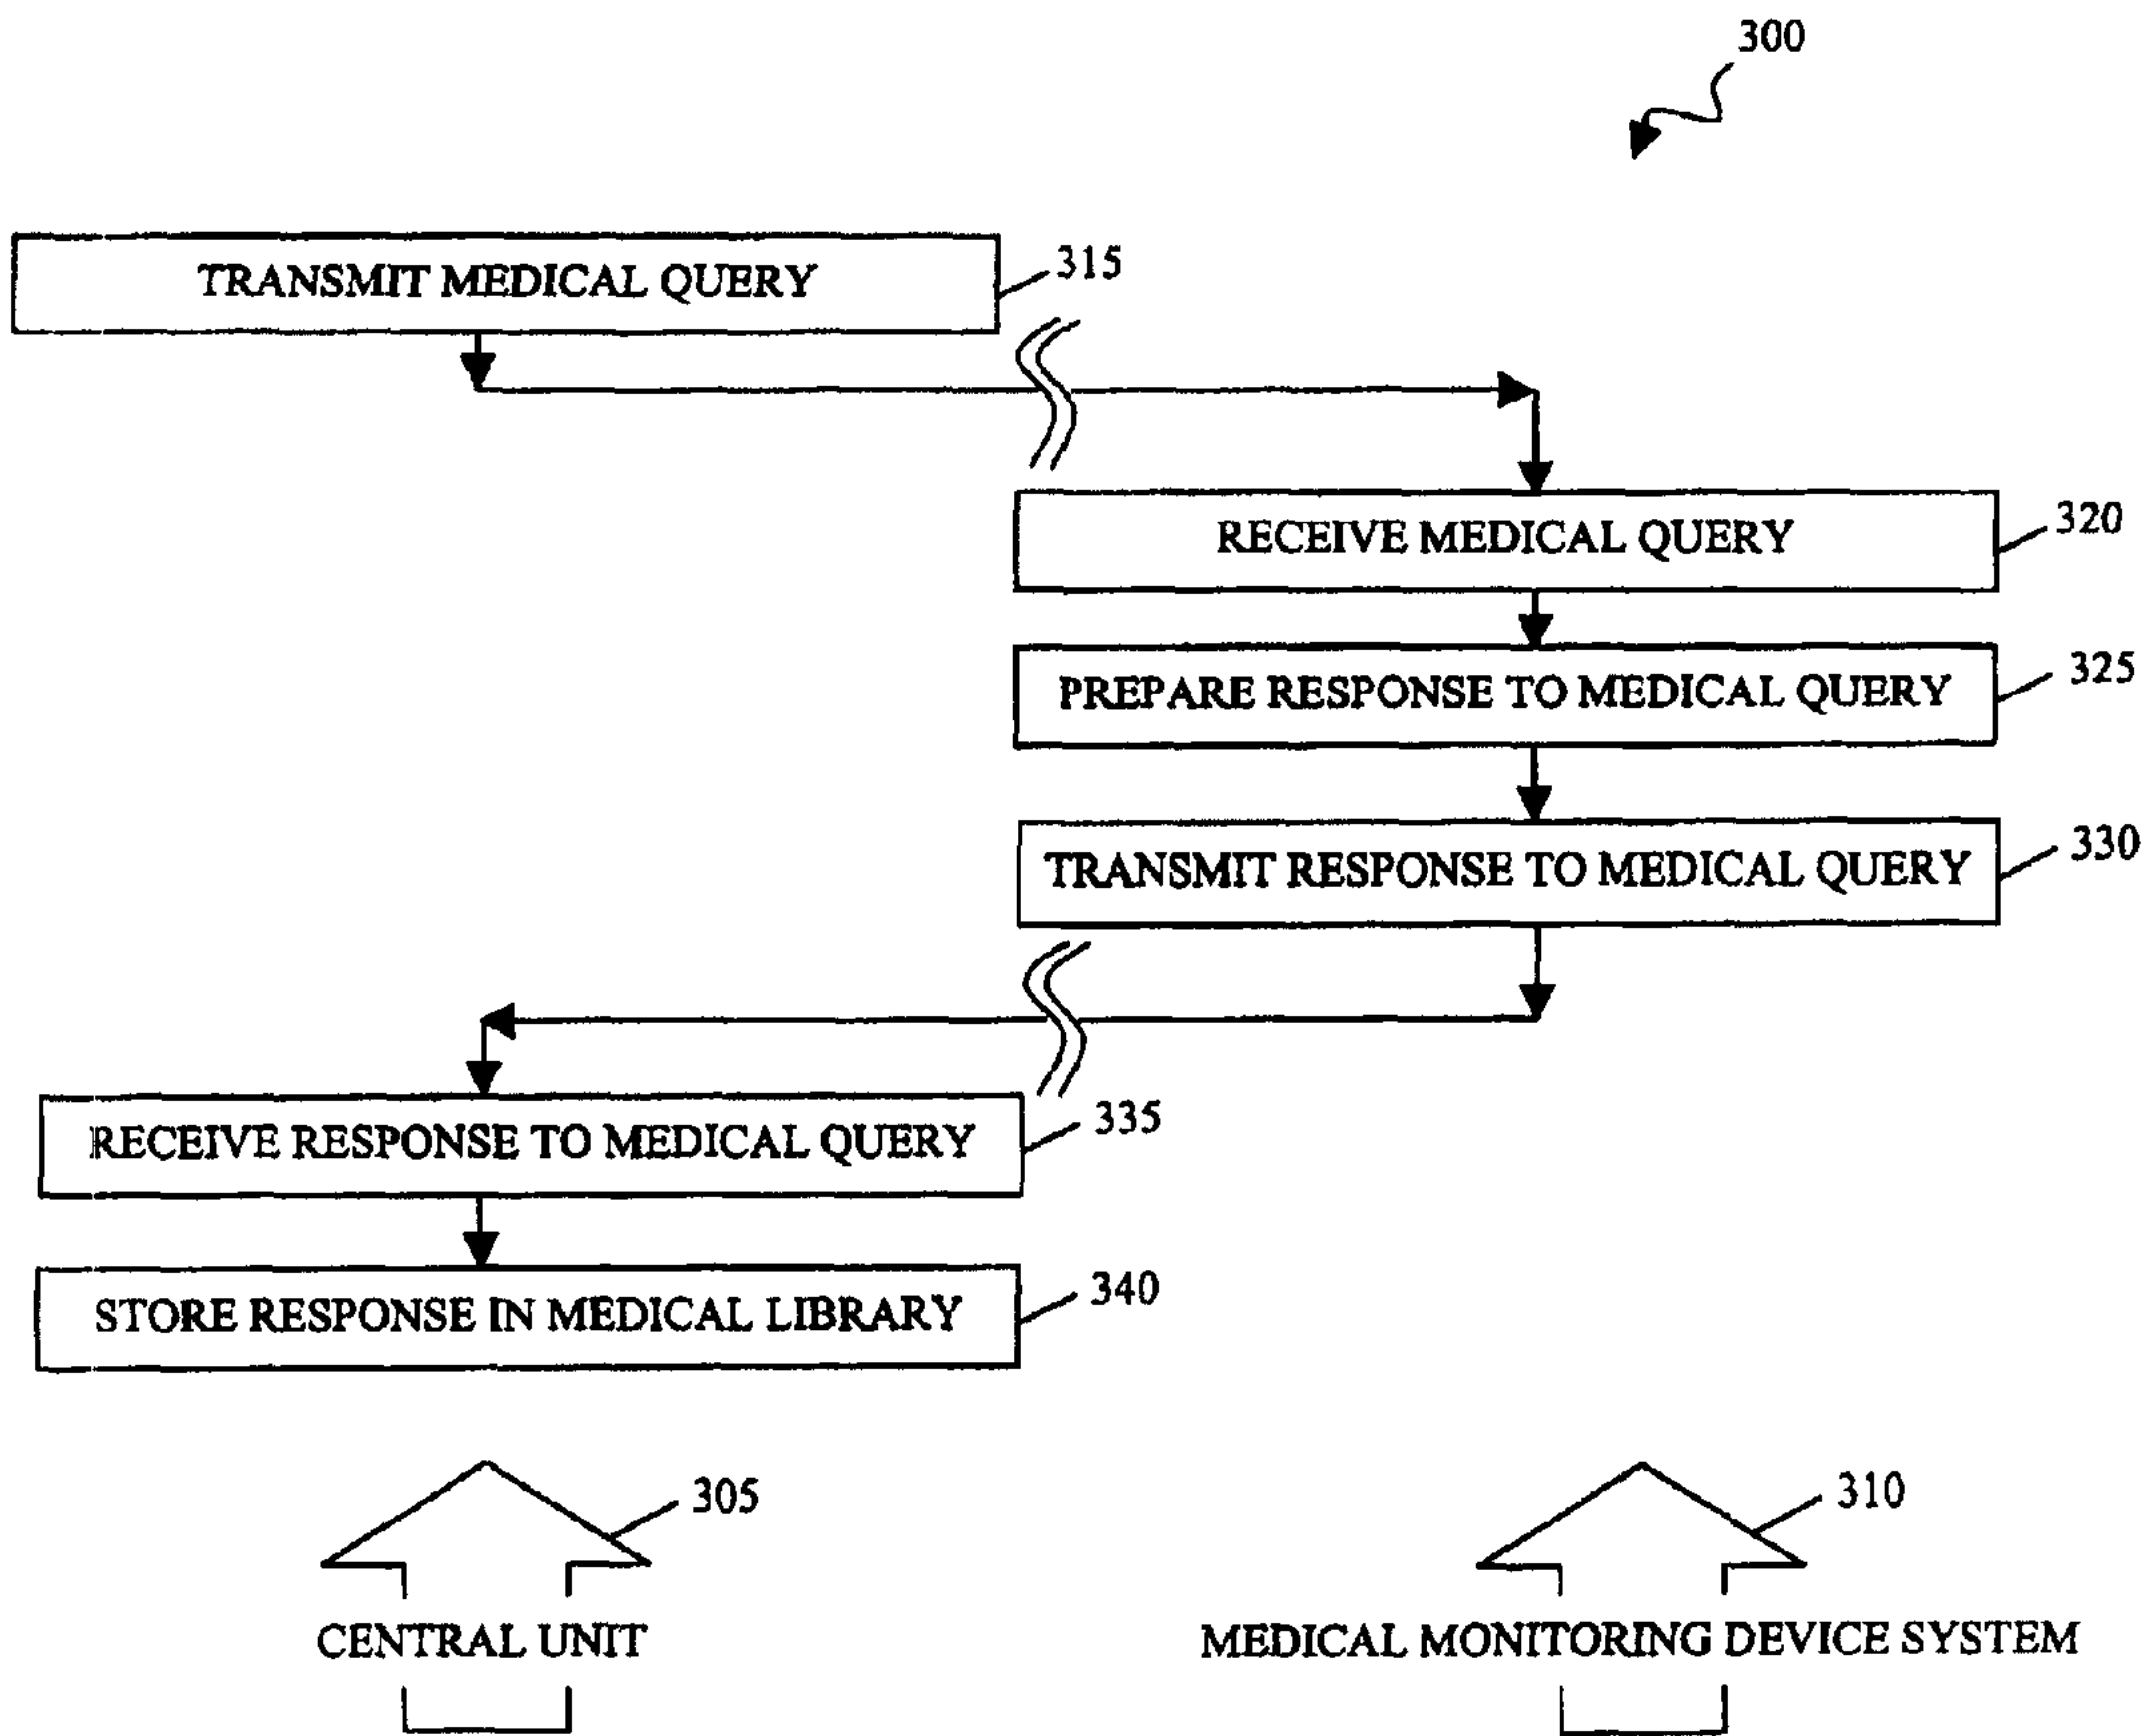 300
TRANSMIT MEDICAL QUERY
315
RECEIVE MEDICAL QUERY
320
PREPARE RESPONSE TO MEDICAL QUERY
325
TRANSMIT RESPONSE TO MEDICAL QUERY
330
RECEIVE RESPONSE TO MEDICAL QUERY
335
STORE RESPONSE IN MEDICAL LIBRARY
340
305
310
CENTRAL UNIT
MEDICAL MONITORING DEVICE SYSTEM